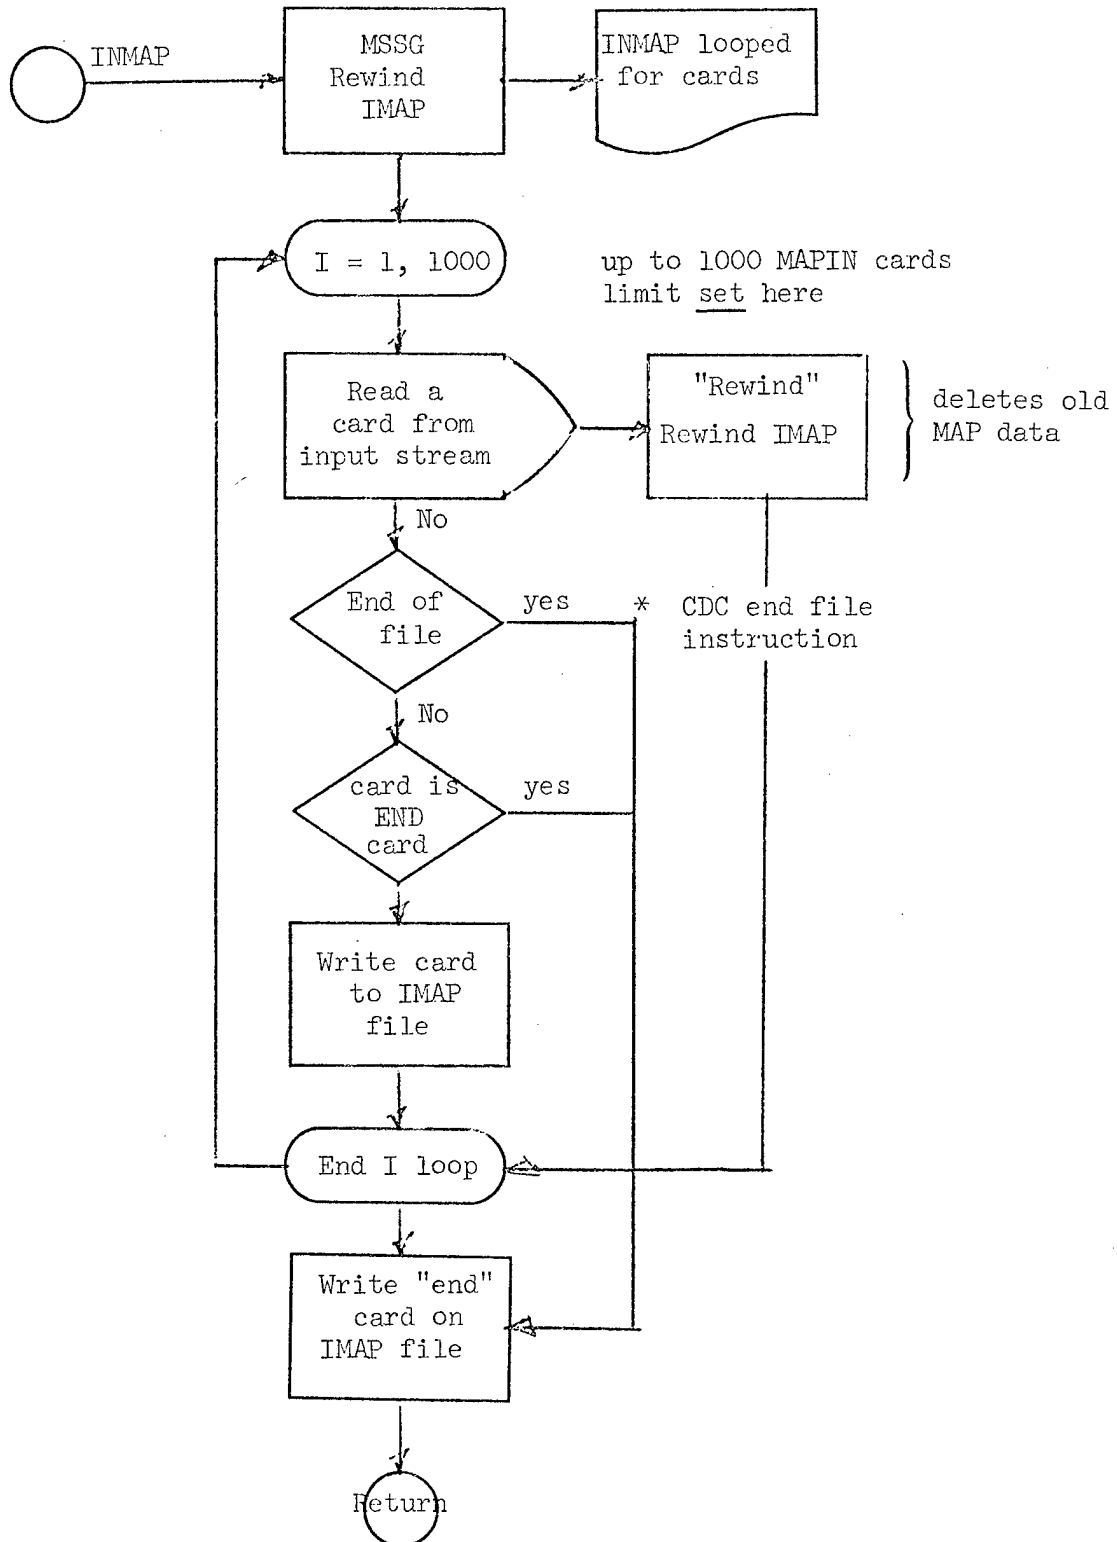 INMAP
MSSG
Rewind
IMAP
INMAP looped
for cards
I = 1, 1000
up to 1000 MAPIN cards
limit set here
Read a
card from
input stream
"Rewind"
Rewind IMAP
deletes old
MAP data
No
End of
file
yes
* CDC end file
instruction
No
card is
END
card
yes
Write card
to IMAP
file
End I loop
Write "end"
card on
IMAP file
Return